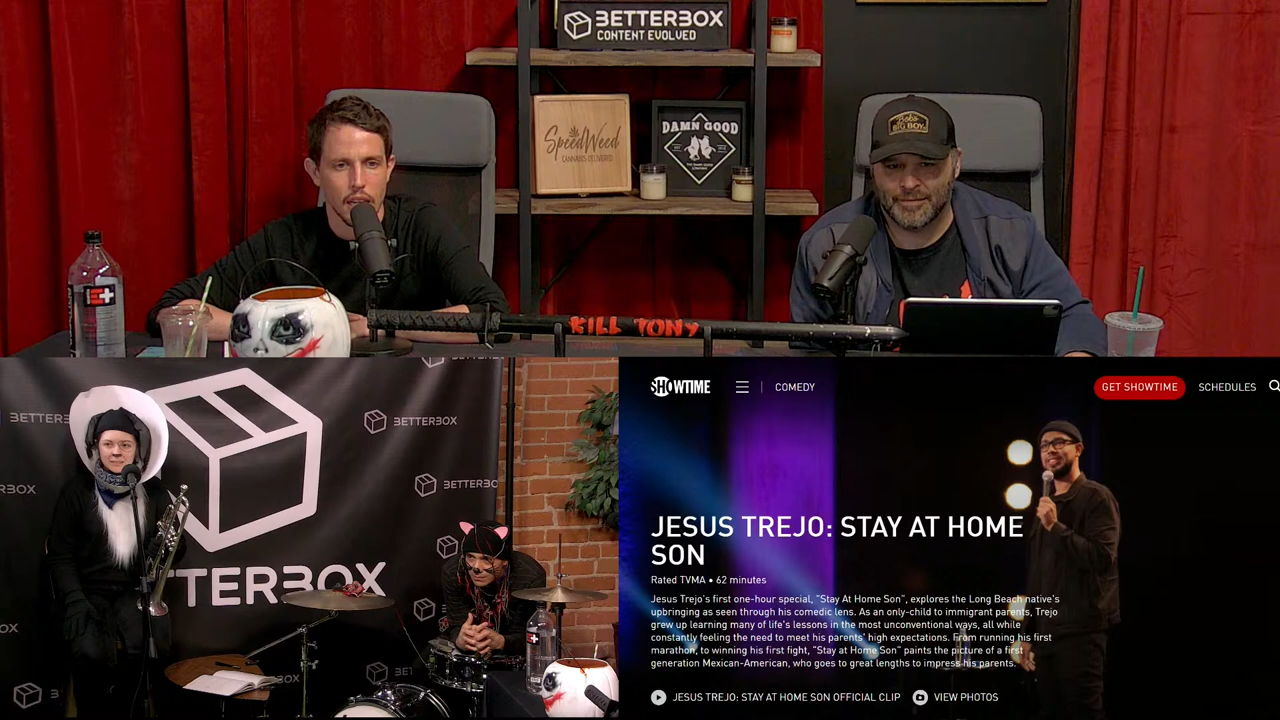 BETTERBOX
CONTENT EVOLVED
SpeedWeed
CANNABIS DELIVERED
DAMN GOOD
Bob's
BIG BOY
E+
KILL TONY
BETTERBOX
BETTERBOX
BETTERBOX
RBOX
TTERBOX
SHOWTIME
COMEDY
GET SHOWTIME
SCHEDULES
JESUS TREJO: STAY AT HOME
SON
Rated TVMA • 62 minutes
Jesus Trejo's first one-hour special, "Stay At Home Son", explores the Long Beach native's
upbringing as seen through his comedic lens. As an only-child to immigrant parents, Trejo
grew up learning many of life's lessons in the most unconventional ways, all while
constantly feeling the need to meet his parents' high expectations. From running his first
marathon, to winning his first fight, "Stay at Home Son" paints the picture of a first
generation Mexican-American, who goes to great lengths to impress his parents.
JESUS TREJO: STAY AT HOME SON OFFICIAL CLIP
VIEW PHOTOS